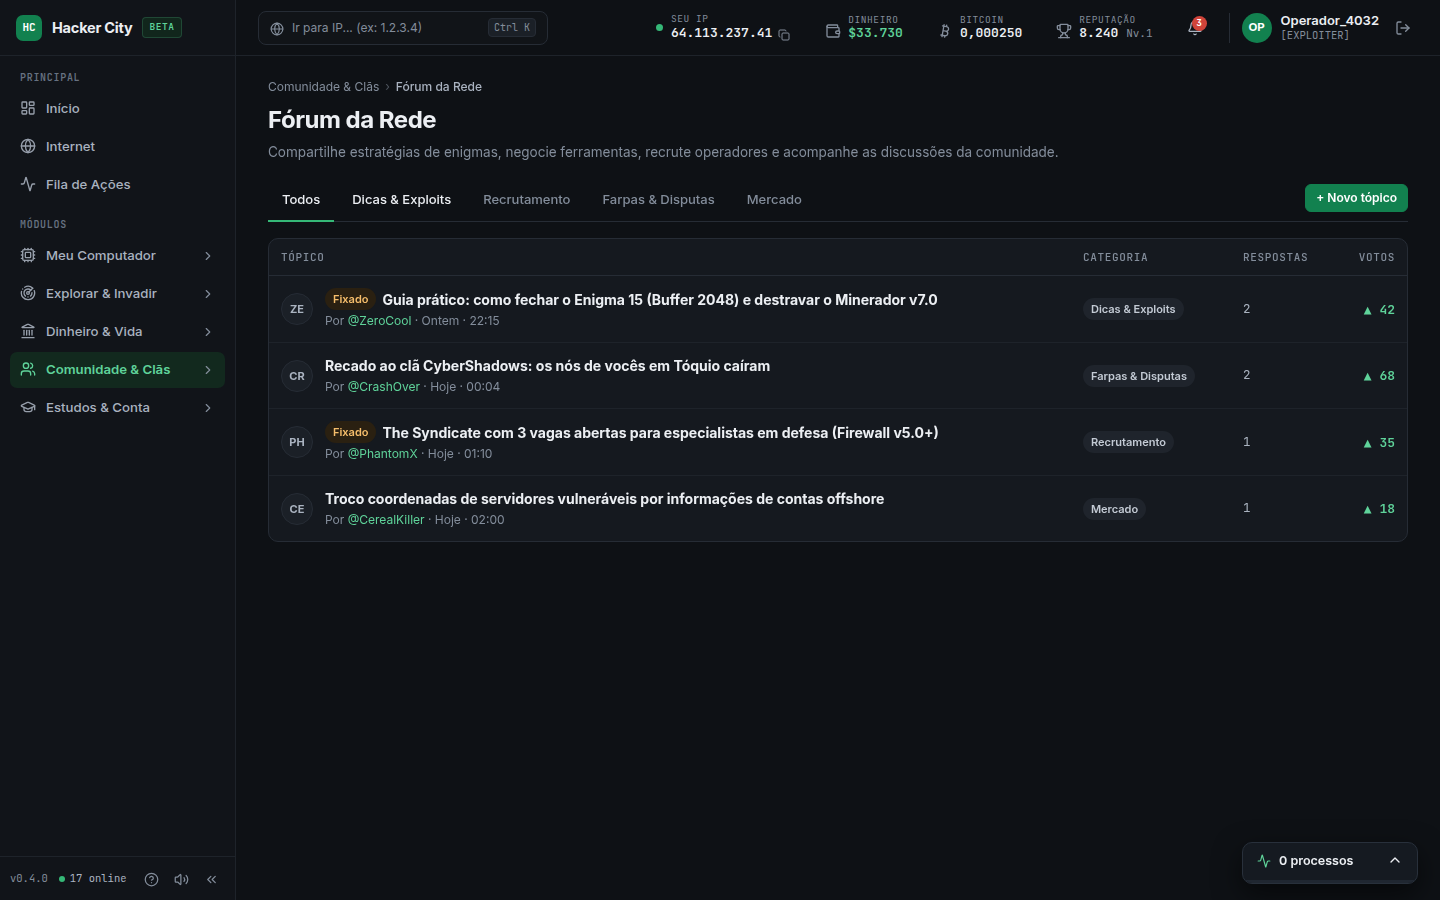 HC Hacker City BETA
Ir para IP... (ex: 1.2.3.4) Ctrl K
SEU IP
64.113.237.41
DINHEIRO
$33.730
BITCOIN
0,000250
REPUTAÇÃO
8.240 Nv.1
3
OP
Operador_4032
[EXPLOITER]
PRINCIPAL
Início
Internet
Fila de Ações
MÓDULOS
Meu Computador
Explorar & Invadir
Dinheiro & Vida
Comunidade & Clãs
Estudos & Conta
Comunidade & Clãs › Fórum da Rede
Fórum da Rede
Compartilhe estratégias de enigmas, negocie ferramentas, recrute operadores e acompanhe as discussões da comunidade.
Todos Dicas & Exploits Recrutamento Farpas & Disputas Mercado
+ Novo tópico
TÓPICO CATEGORIA RESPOSTAS VOTOS
ZE Fixado Guia prático: como fechar o Enigma 15 (Buffer 2048) e destravar o Minerador v7.0
Por @ZeroCool · Ontem · 22:15
Dicas & Exploits 2 ▲ 42
CR Recado ao clã CyberShadows: os nós de vocês em Tóquio caíram
Por @CrashOver · Hoje · 00:04
Farpas & Disputas 2 ▲ 68
PH Fixado The Syndicate com 3 vagas abertas para especialistas em defesa (Firewall v5.0+)
Por @PhantomX · Hoje · 01:10
Recrutamento 1 ▲ 35
CE Troco coordenadas de servidores vulneráveis por informações de contas offshore
Por @CerealKiller · Hoje · 02:00
Mercado 1 ▲ 18
v0.4.0 17 online
0 processos